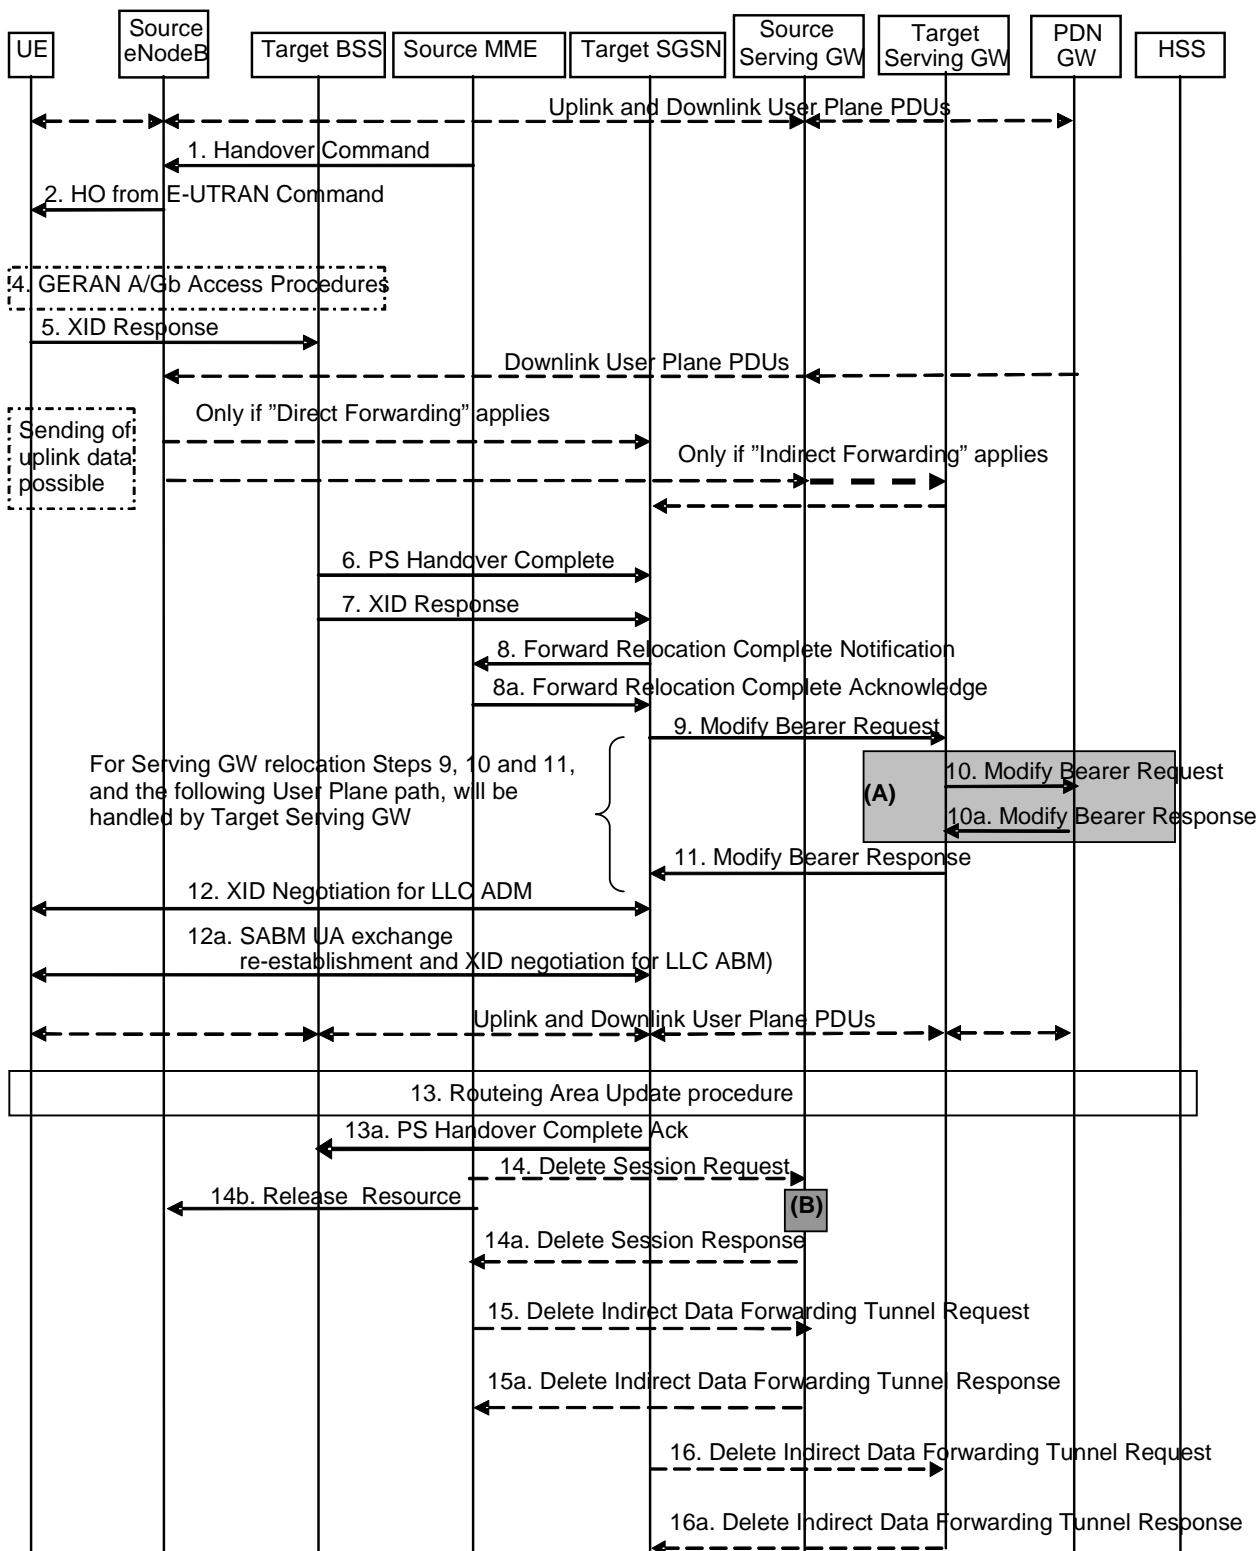 UE
Source
eNodeB
Target BSS
Source MME
Target SGSN
Source
Serving GW
Target
Serving GW
PDN
GW
HSS
Uplink and Downlink User Plane PDUs
1. Handover Command
2. HO from E-UTRAN Command
4. GERAN A/Gb Access Procedures
5. XID Response
Downlink User Plane PDUs
Only if ”Direct Forwarding” applies
Sending of
uplink data
possible
Only if ”Indirect Forwarding” applies
6. PS Handover Complete
7. XID Response
8. Forward Relocation Complete Notification
8a. Forward Relocation Complete Acknowledge
9. Modify Bearer Request
For Serving GW relocation Steps 9, 10 and 11,
and the following User Plane path, will be
handled by Target Serving GW
(A)
10. Modify Bearer Request
10a. Modify Bearer Response
11. Modify Bearer Response
12. XID Negotiation for LLC ADM
12a. SABM UA exchange
re-establishment and XID negotiation for LLC ABM)
Uplink and Downlink User Plane PDUs
13. Routeing Area Update procedure
13a. PS Handover Complete Ack
14. Delete Session Request
14b. Release Resource
(B)
14a. Delete Session Response
15. Delete Indirect Data Forwarding Tunnel Request
15a. Delete Indirect Data Forwarding Tunnel Response
16. Delete Indirect Data Forwarding Tunnel Request
16a. Delete Indirect Data Forwarding Tunnel Response